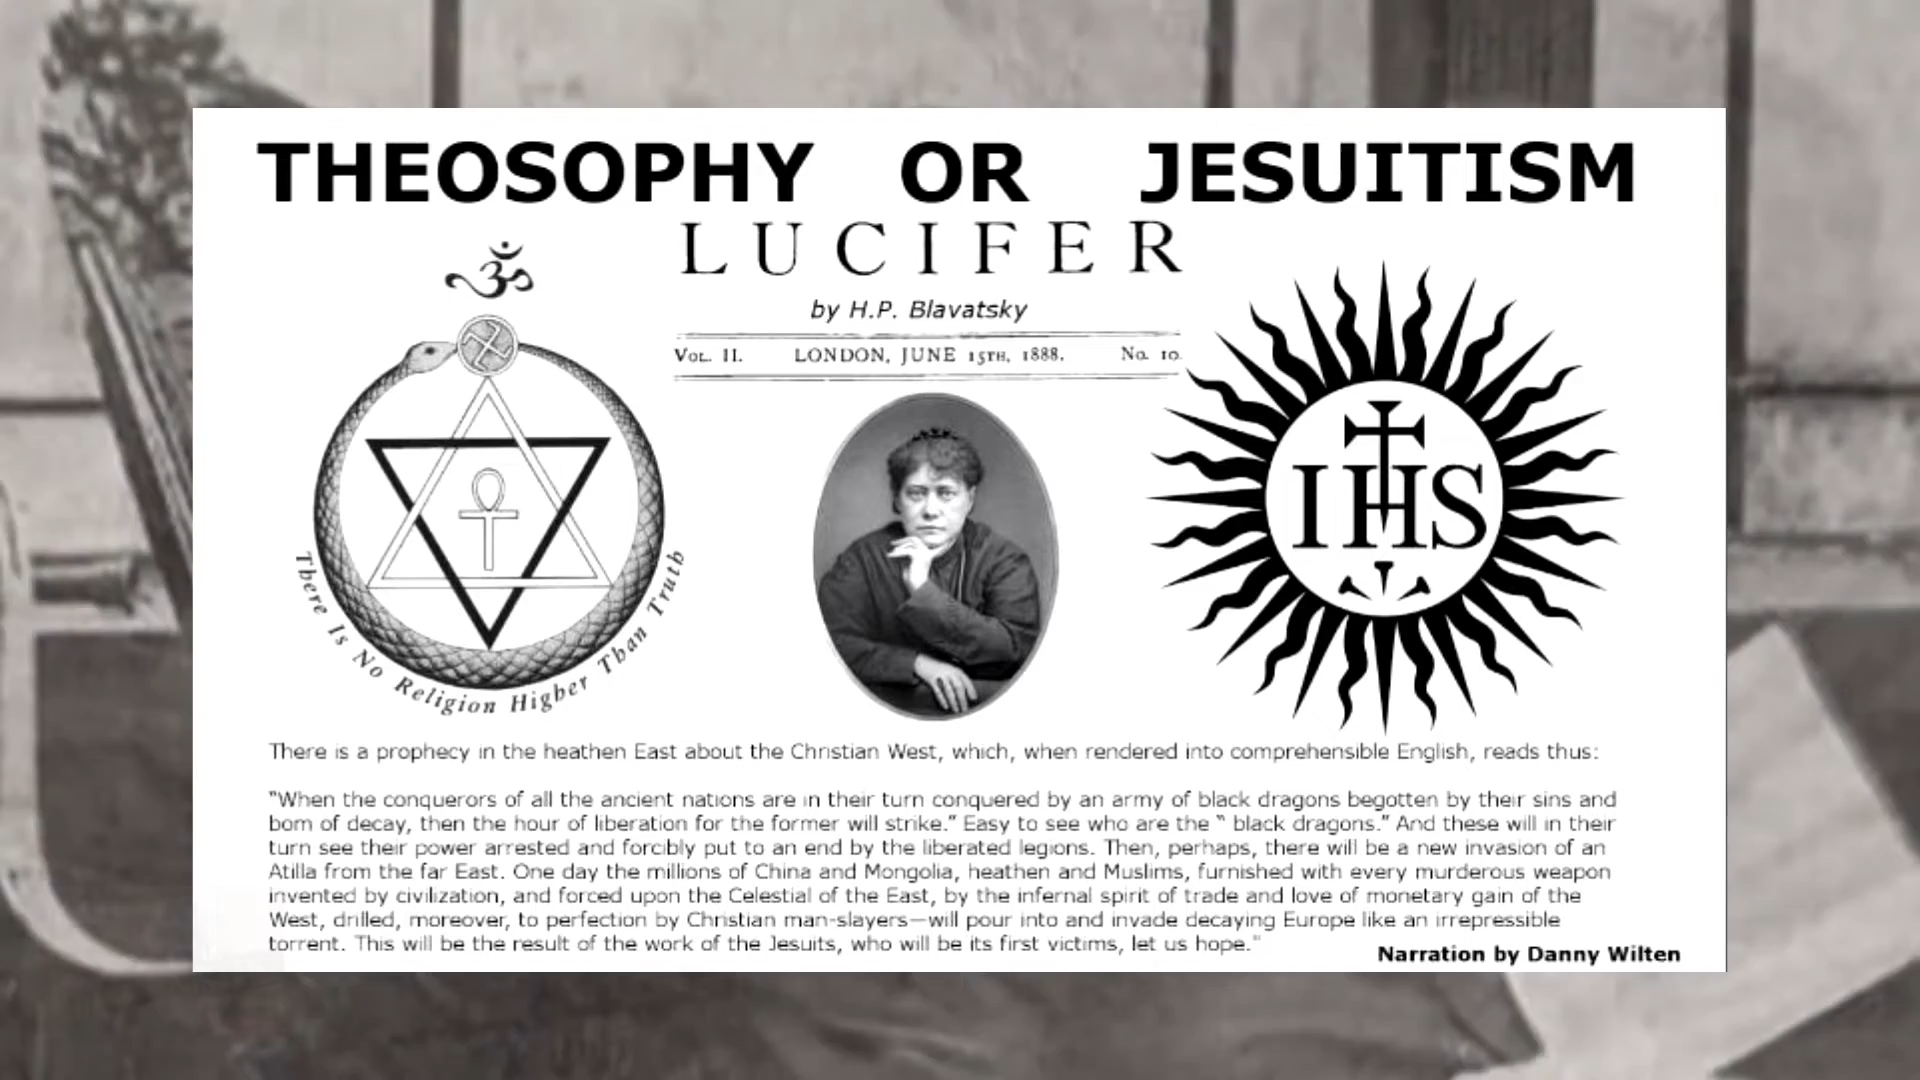 THEOSOPHY OR JESUITISM
LUCIFER
ॐ
by H.P. Blavatsky
VOL. II. LONDON, JUNE 15TH, 1888. No. 10
IHS
There Is No Religion Higher Than Truth
There is a prophecy in the heathen East about the Christian West, which, when rendered into comprehensible English, reads thus:
"When the conquerors of all the ancient nations are in their turn conquered by an army of black dragons begotten by their sins and
born of decay, then the hour of liberation for the former will strike." Easy to see who are the " black dragons." And these will in their
turn see their power arrested and forcibly put to an end by the liberated legions. Then, perhaps, there will be a new invasion of an
Atilla from the far East. One day the millions of China and Mongolia, heathen and Muslims, furnished with every murderous weapon
invented by civilization, and forced upon the Celestial of the East, by the infernal spirit of trade and love of monetary gain of the
West, drilled, moreover, to perfection by Christian man-slayers—will pour into and invade decaying Europe like an irrepressible
torrent. This will be the result of the work of the Jesuits, who will be its first victims, let us hope."
Narration by Danny Wilten